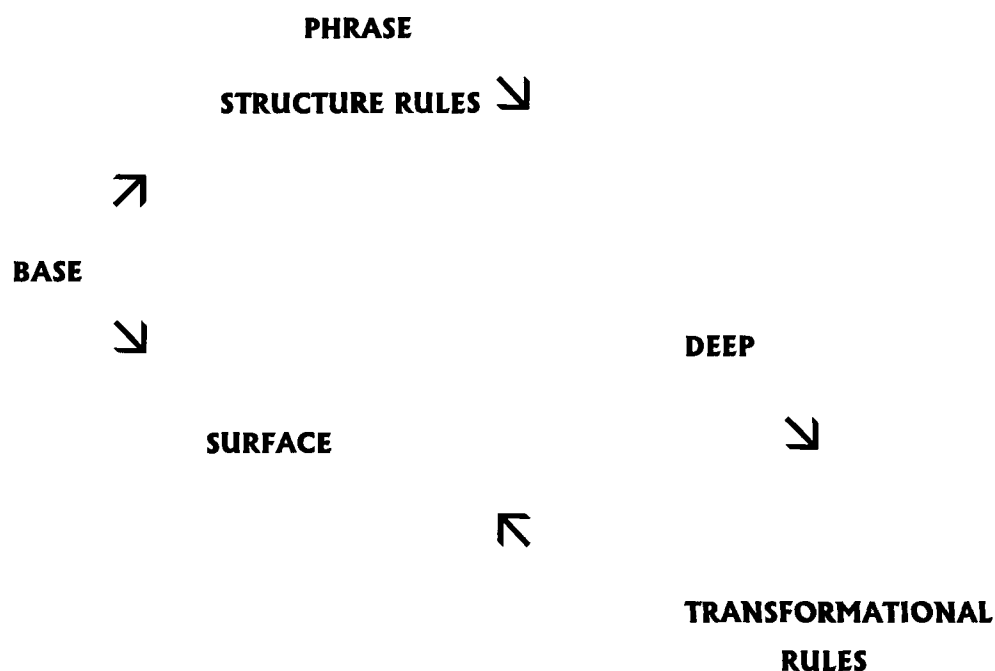 PHRASE
STRUCTURE RULES
BASE
DEEP
SURFACE
TRANSFORMATIONAL
RULES